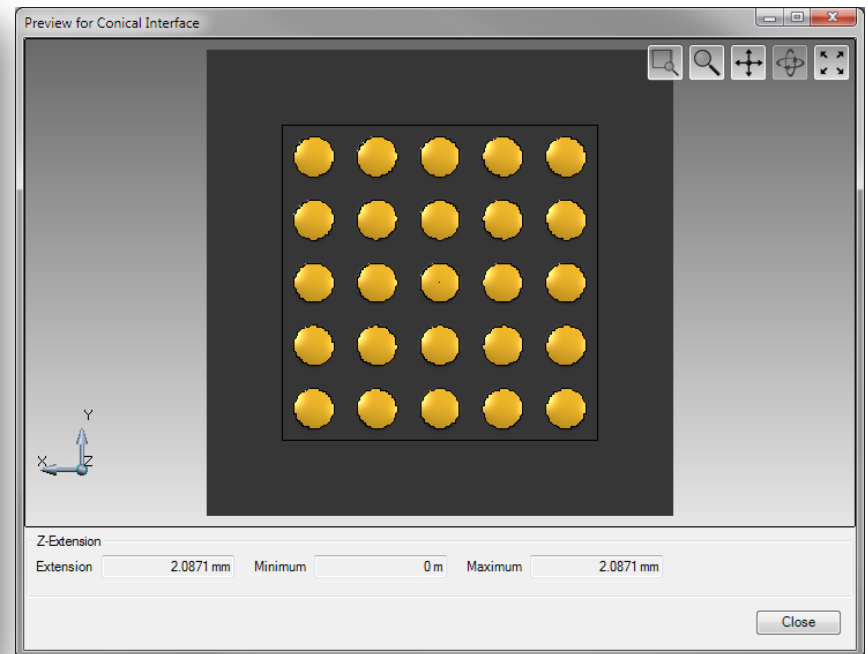 Preview for Conical Interface
Y
X
Z
Z-Extension
Extension 2.0871 mm Minimum 0 m Maximum 2.0871 mm
Close